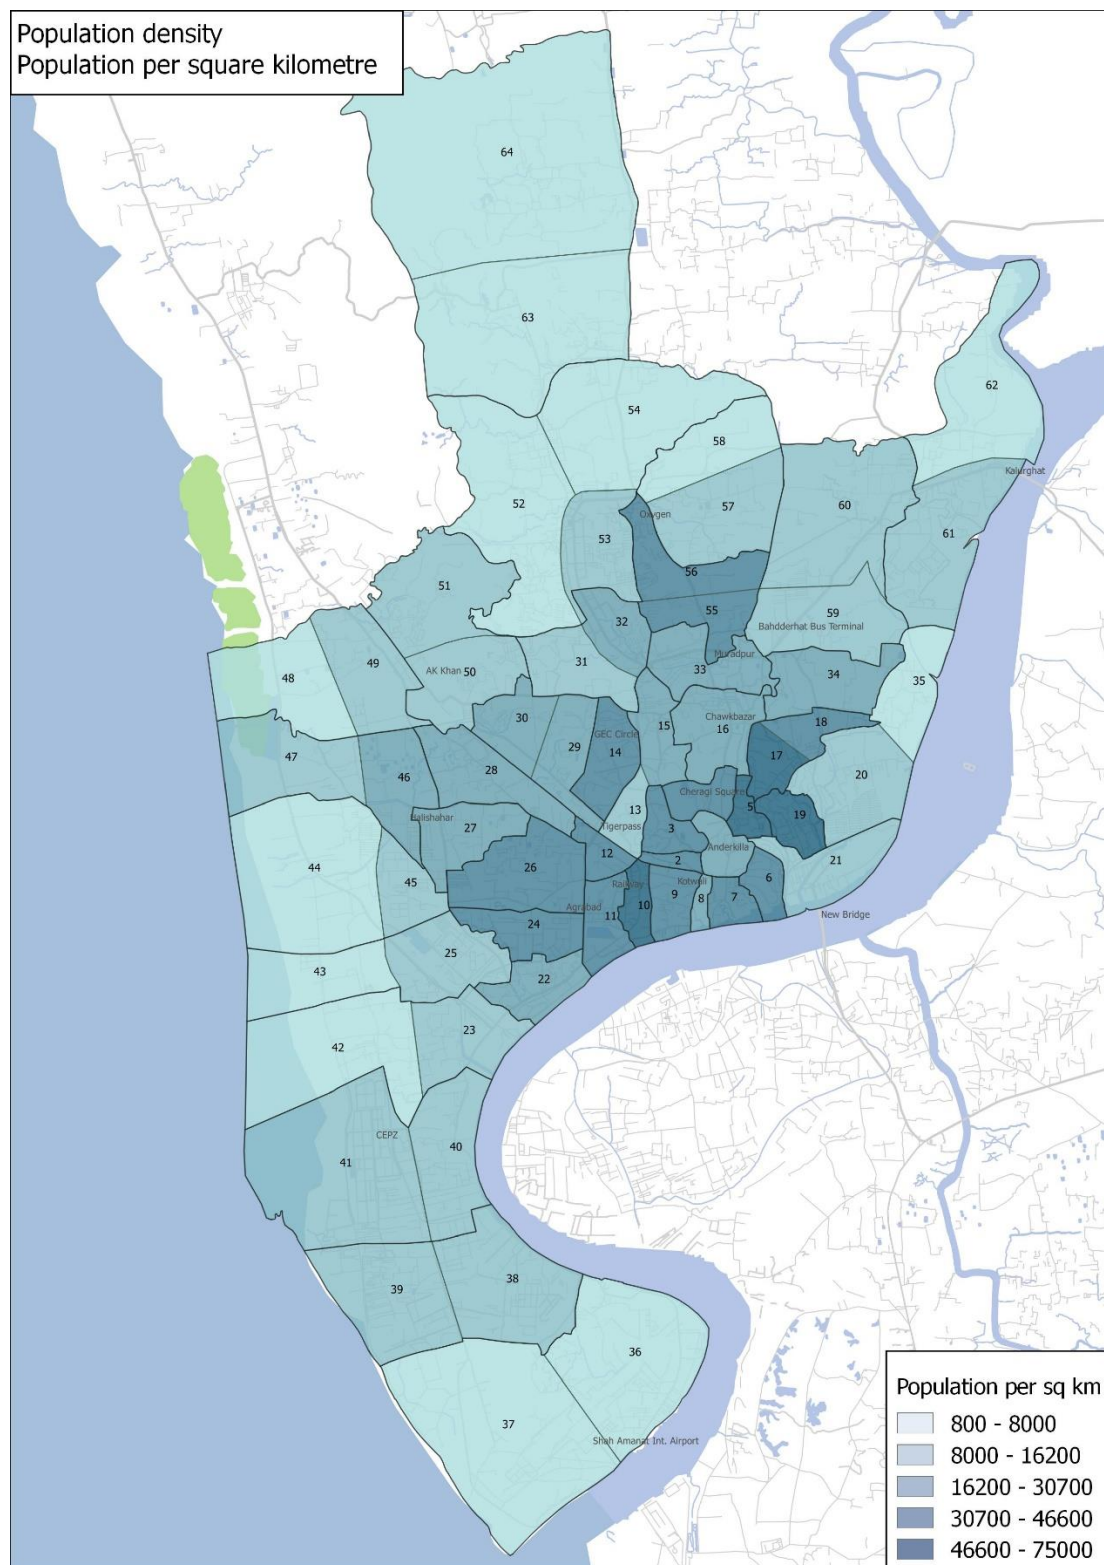 Population density
Population per square kilometre
64
63
62
54
58
Kalurghat
52
Oxygen
57
60
53
61
56
51
55
59
32
Bahdderhat Bus Terminal
Muradpur
AK Khan
50
31
33
34
35
48
49
30
29
GEC Circle
14
15
Chawkbazar
16
18
17
47
46
28
20
Cheragi Square
5
19
13
Halishahar
27
Tigerpass
3
Anderkilla
44
26
12
2
21
45
Railway
Kotwali
6
10
9
8
7
Agrabad
11
New Bridge
24
25
43
22
23
42
CEPZ
40
41
38
39
36
37
Shah Amanat Int. Airport
Population per sq km
800 - 8000
8000 - 16200
16200 - 30700
30700 - 46600
46600 - 75000